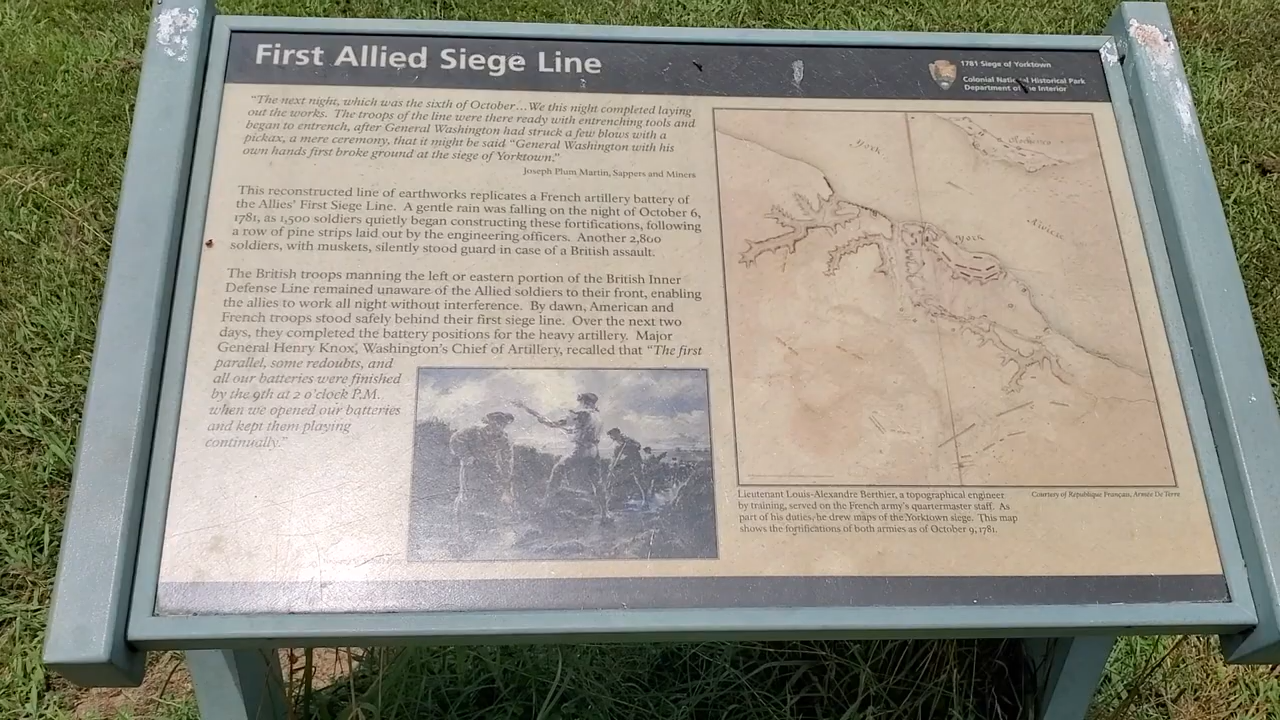 First Allied Siege Line
1781 Siege of Yorktown
Colonial National Historical Park
Department of the Interior
"The next night, which was the sixth of October...We this night completed laying
out the works. The troops of the line were there ready with entrenching tools and
began to entrench, after General Washington had struck a few blows with a
pickax, a mere ceremony, that it might be said "General Washington with his
own hands first broke ground at the siege of Yorktown."
Joseph Plum Martin, Sappers and Miners
This reconstructed line of earthworks replicates a French artillery battery of
the Allies' First Siege Line. A gentle rain was falling on the night of October 6,
1781, as 1,500 soldiers quietly began constructing these fortifications, following
a row of pine strips laid out by the engineering officers. Another 2,800
soldiers, with muskets, silently stood guard in case of a British assault.
The British troops manning the left or eastern portion of the British Inner
Defense Line remained unaware of the Allied soldiers to their front, enabling
the allies to work all night without interference. By dawn, American and
French troops stood safely behind their first siege line. Over the next two
days, they completed the battery positions for the heavy artillery. Major
General Henry Knox, Washington's Chief of Artillery, recalled that "The first
parallel, some redoubts, and
all our batteries were finished
by the 9th at 2 o'clock P.M.
when we opened our batteries
and kept them playing
continually."
York
York
Lieutenant Louis-Alexandre Berthier, a topographical engineer
by training, served on the French army's quartermaster staff. As
part of his duties, he drew maps of the Yorktown siege. This map
shows the fortifications of both armies as of October 9, 1781.
Courtesy of Republique Français, Armée De Terre